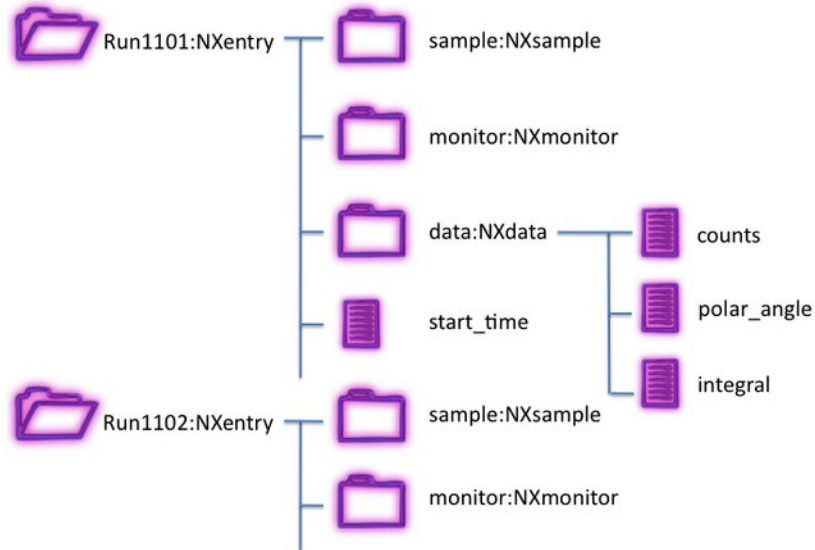 Run1101:NXentry
sample:NXsample
monitor:NXmonitor
data:NXdata
counts
polar_angle
start_time
integral
Run1102:NXentry
sample:NXsample
monitor:NXmonitor